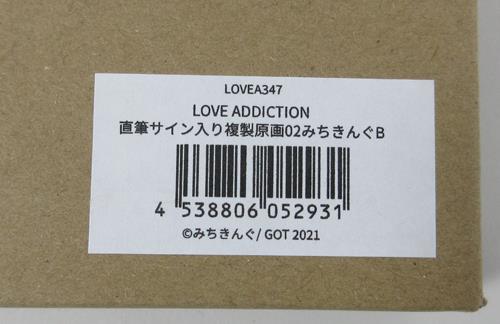 LOVEA347
LOVE ADDICTION
直筆サイン入り複製原画02みちきんぐB
4 538806 052931
©みちきんぐ/ GOT 2021